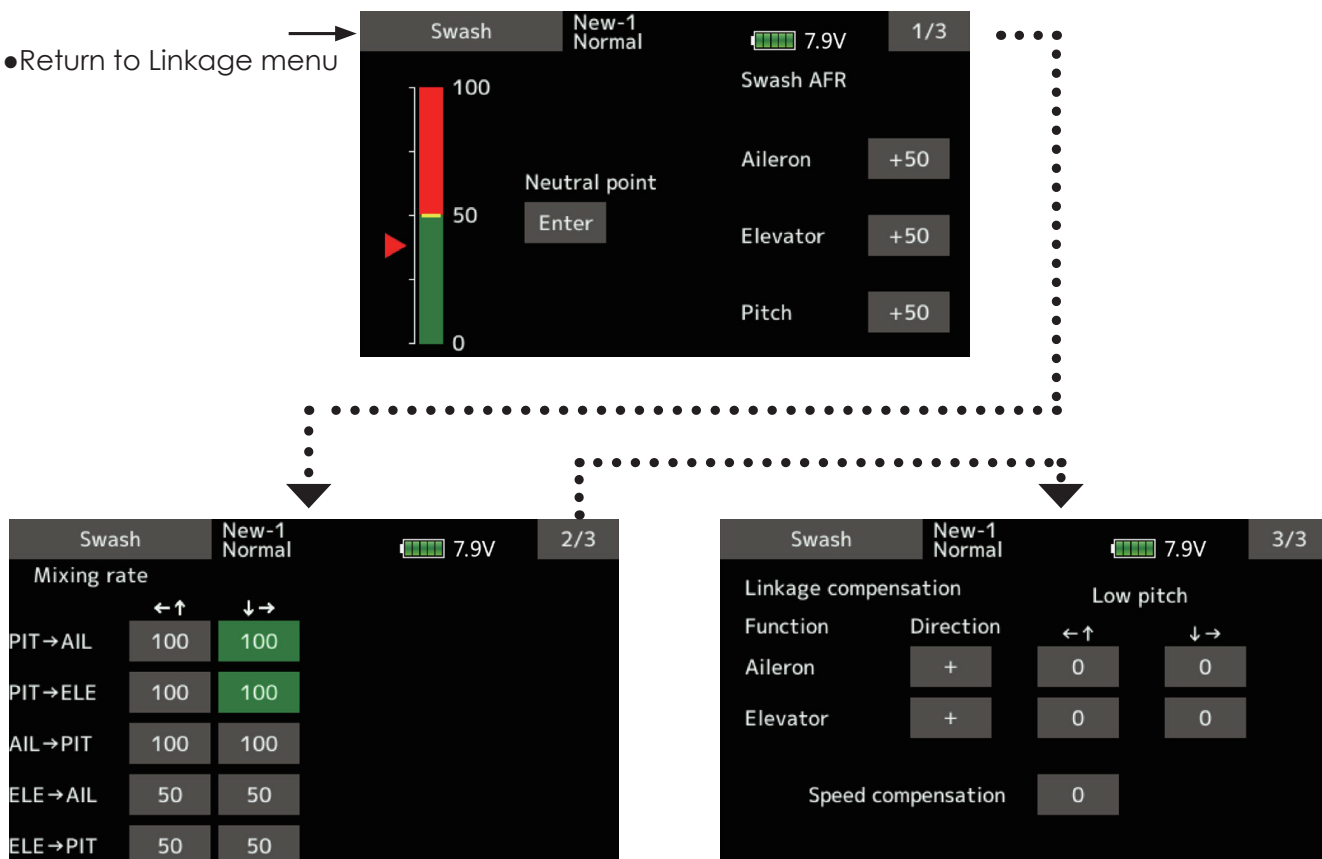 Swash New-1 Normal 7.9V 1/3
●Return to Linkage menu
100
Swash AFR
Aileron +50
Neutral point
50
Enter
Elevator +50
Pitch +50
0
Swash New-1 Normal 7.9V 2/3
Mixing rate
←↑ ↓→
PIT→AIL 100 100
PIT→ELE 100 100
AIL→PIT 100 100
ELE→AIL 50 50
ELE→PIT 50 50
Swash New-1 Normal 7.9V 3/3
Linkage compensation
Low pitch
Function Direction ←↑ ↓→
Aileron + 0 0
Elevator + 0 0
Speed compensation 0